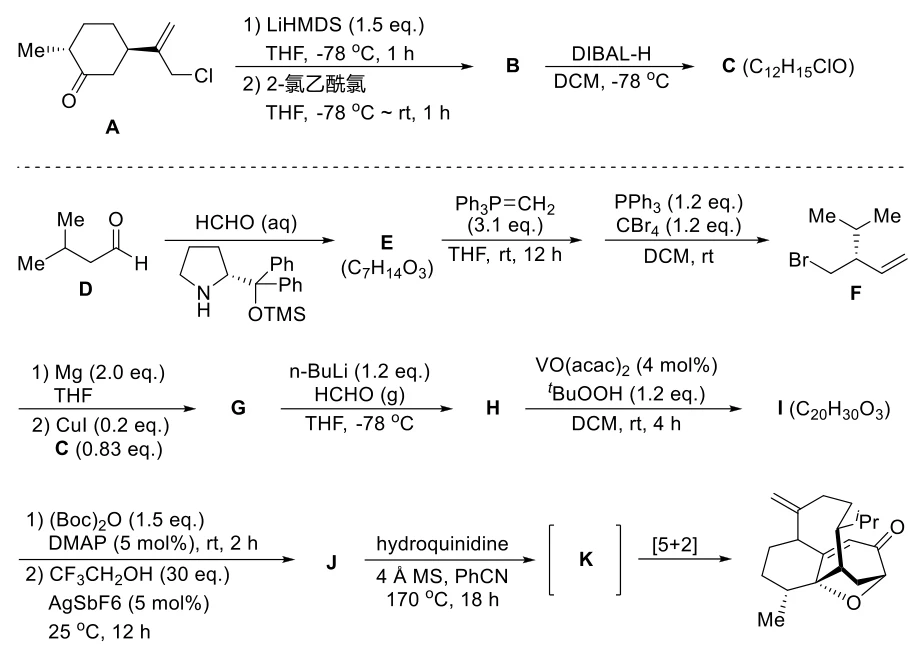 Me
O
Cl
A
1) LiHMDS (1.5 eq.)
THF, -78 °C, 1 h
2) 2-氯乙酰氯
THF, -78 °C ~ rt, 1 h
B
DIBAL-H
DCM, -78 °C
C (C12H15ClO)
Me
Me
O
H
D
HCHO (aq)
N
H
Ph
Ph
OTMS
E
(C7H14O3)
Ph3P=CH2
(3.1 eq.)
THF, rt, 12 h
PPh3 (1.2 eq.)
CBr4 (1.2 eq.)
DCM, rt
Me
Me
Br
F
1) Mg (2.0 eq.)
THF
2) CuI (0.2 eq.)
C (0.83 eq.)
G
n-BuLi (1.2 eq.)
HCHO (g)
THF, -78 °C
H
VO(acac)2 (4 mol%)
tBuOOH (1.2 eq.)
DCM, rt, 4 h
I (C20H30O3)
1) (Boc)2O (1.5 eq.)
DMAP (5 mol%), rt, 2 h
2) CF3CH2OH (30 eq.)
AgSbF6 (5 mol%)
25 °C, 12 h
J
hydroquinidine
4 Å MS, PhCN
170 °C, 18 h
K
[5+2]
iPr
O
O
Me